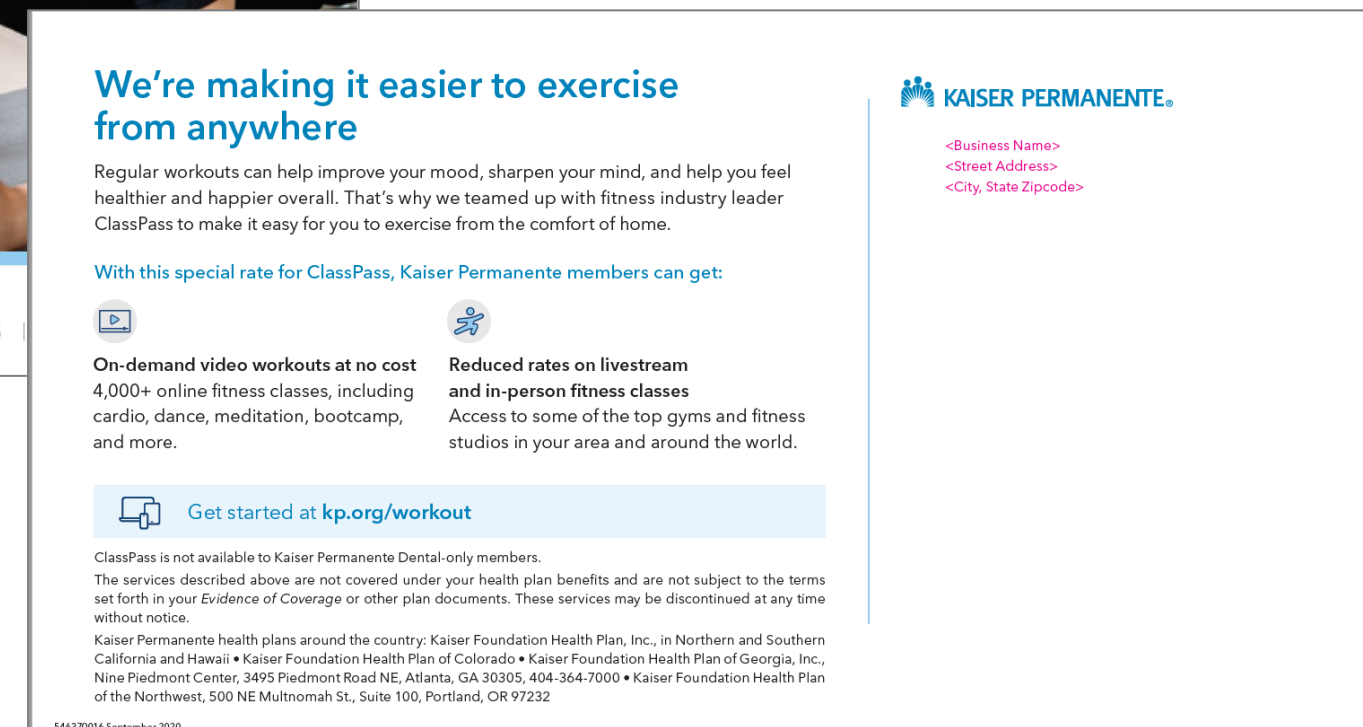 We’re making it easier to exercise
from anywhere
Regular workouts can help improve your mood, sharpen your mind, and help you feel
healthier and happier overall. That’s why we teamed up with fitness industry leader
ClassPass to make it easy for you to exercise from the comfort of home.
With this special rate for ClassPass, Kaiser Permanente members can get:
On-demand video workouts at no cost
4,000+ online fitness classes, including
cardio, dance, meditation, bootcamp,
and more.
Reduced rates on livestream
and in-person fitness classes
Access to some of the top gyms and fitness
studios in your area and around the world.
Get started at kp.org/workout
ClassPass is not available to Kaiser Permanente Dental-only members.
The services described above are not covered under your health plan benefits and are not subject to the terms
set forth in your Evidence of Coverage or other plan documents. These services may be discontinued at any time
without notice.
Kaiser Permanente health plans around the country: Kaiser Foundation Health Plan, Inc., in Northern and Southern
California and Hawaii • Kaiser Foundation Health Plan of Colorado • Kaiser Foundation Health Plan of Georgia, Inc.,
Nine Piedmont Center, 3495 Piedmont Road NE, Atlanta, GA 30305, 404-364-7000 • Kaiser Foundation Health Plan
of the Northwest, 500 NE Multnomah St., Suite 100, Portland, OR 97232
546370016 September 2020
KAISER PERMANENTE®
<Business Name>
<Street Address>
<City, State Zipcode>